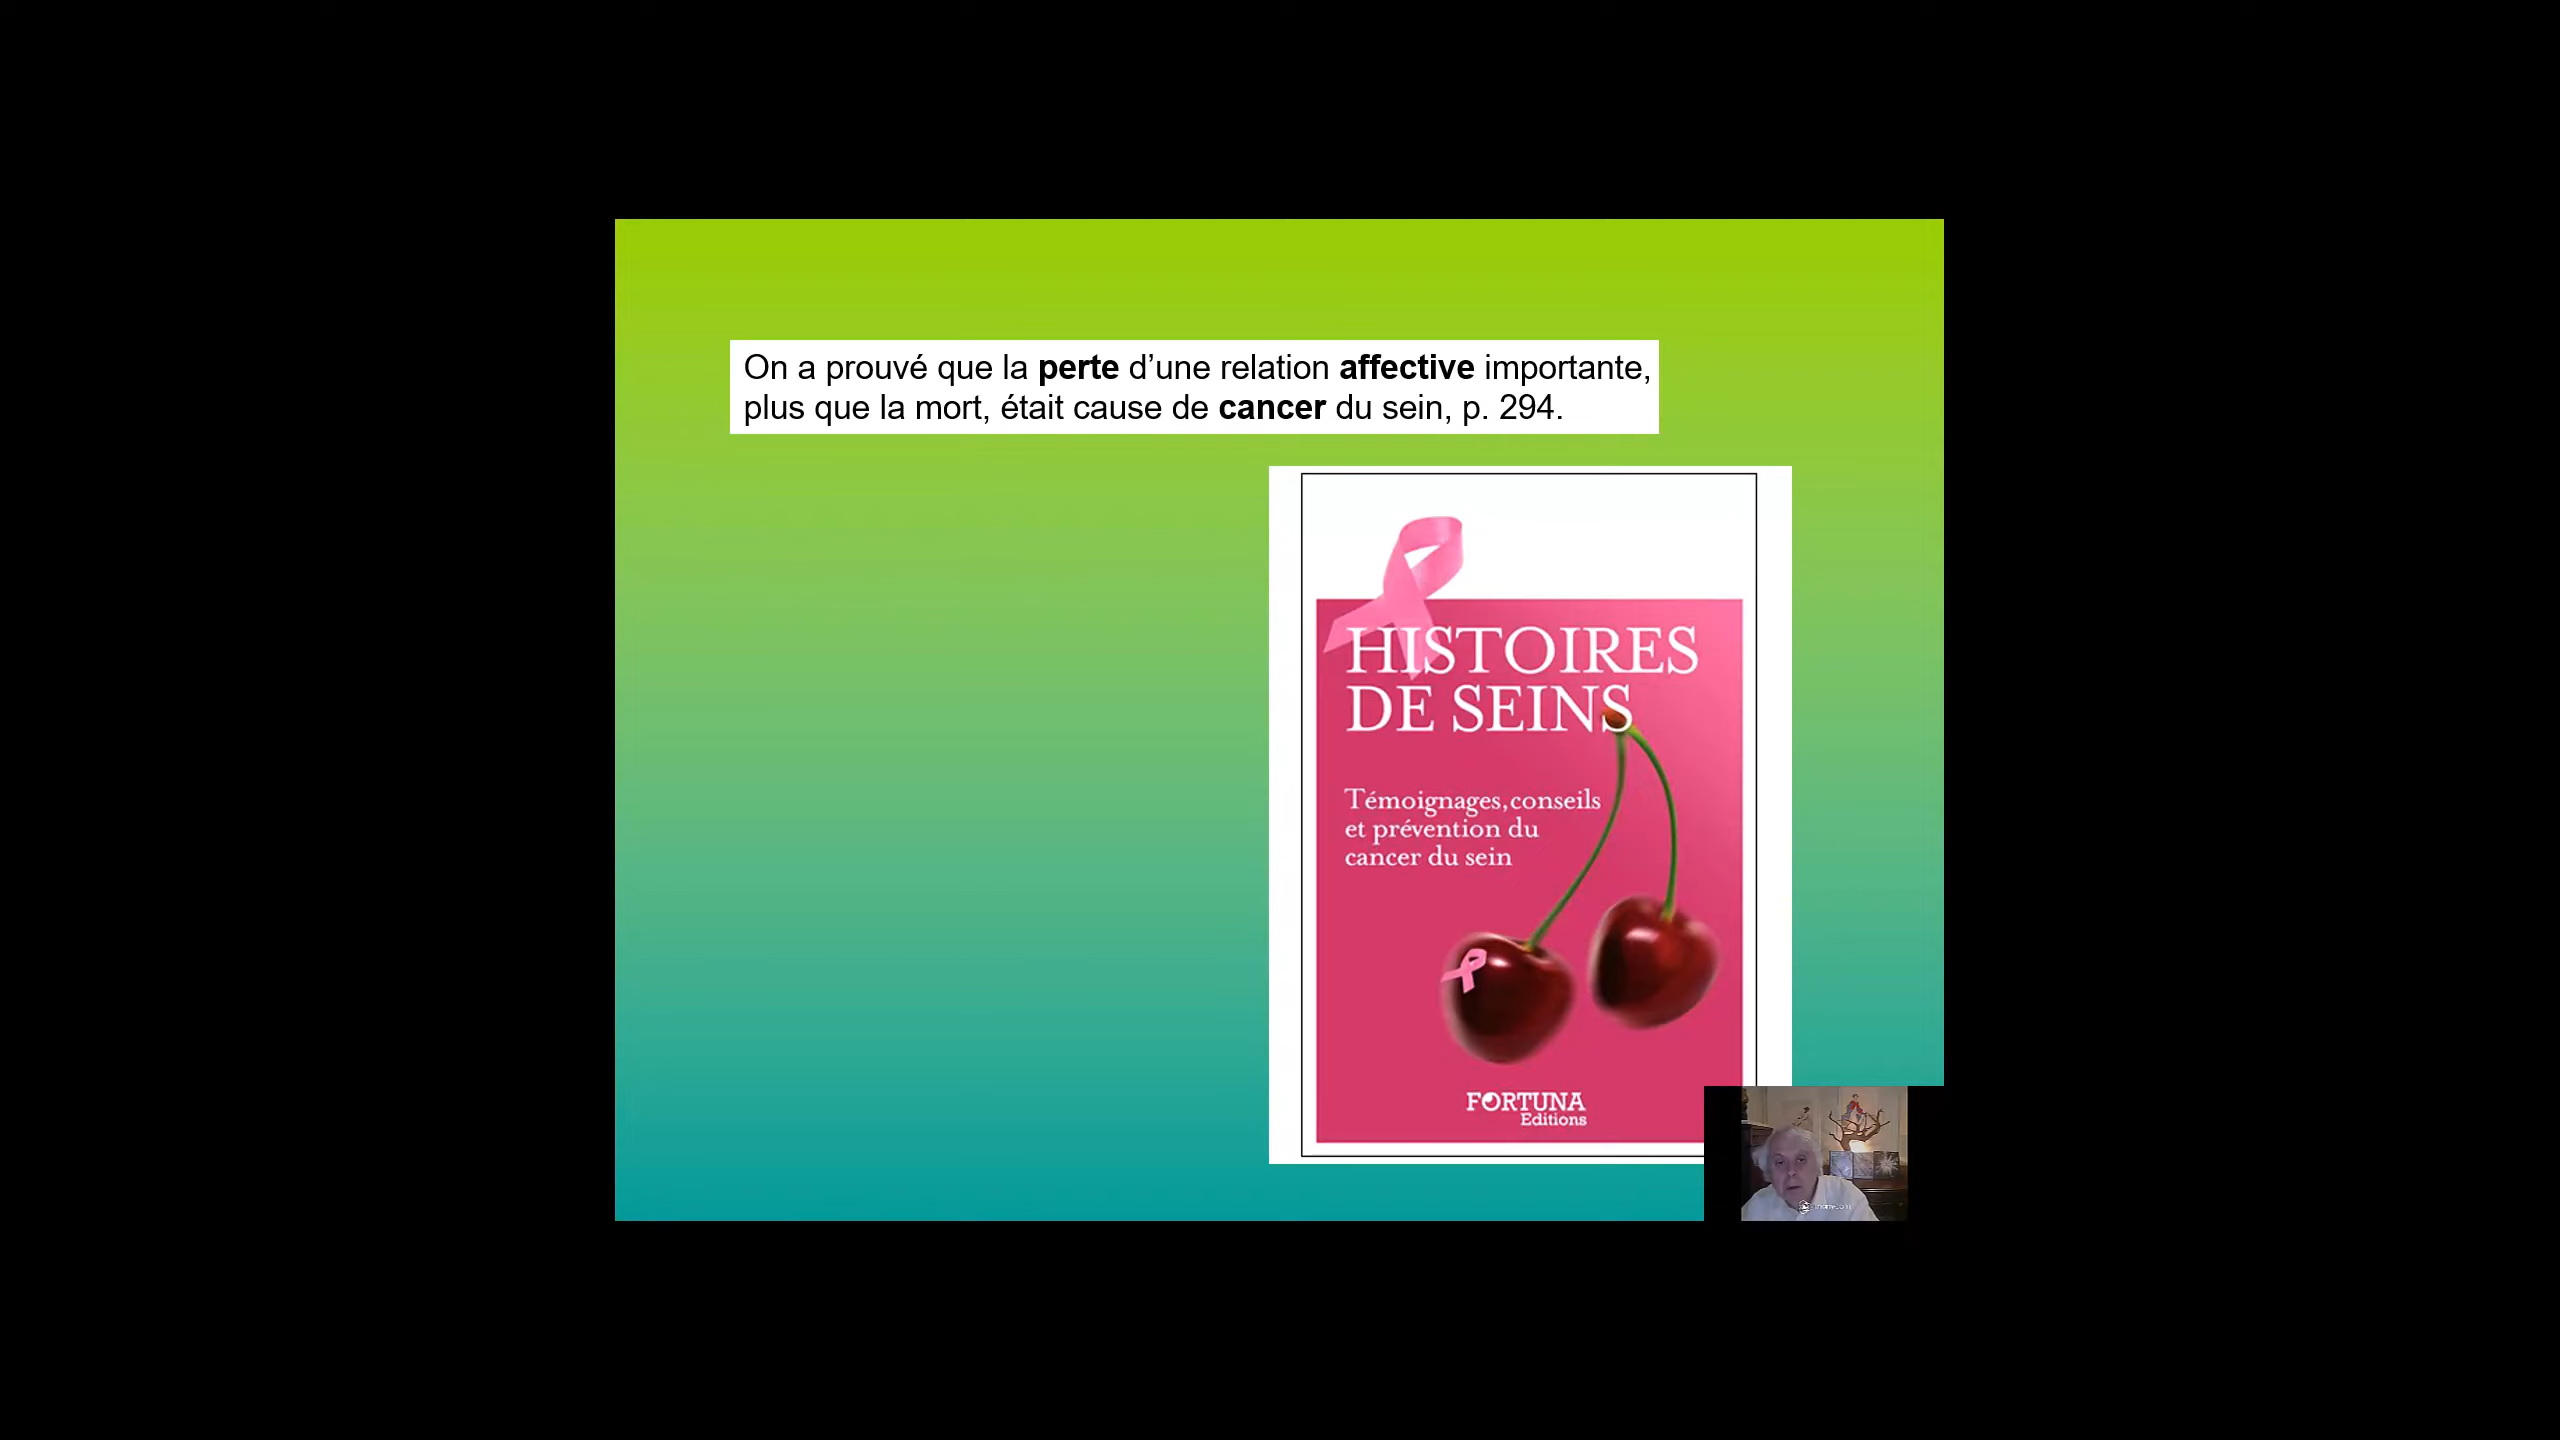 On a prouvé que la perte d’une relation affective importante,
plus que la mort, était cause de cancer du sein, p. 294.
HISTOIRES
DE SEINS
Témoignages, conseils
et prévention du
cancer du sein
FORTUNA
Editions